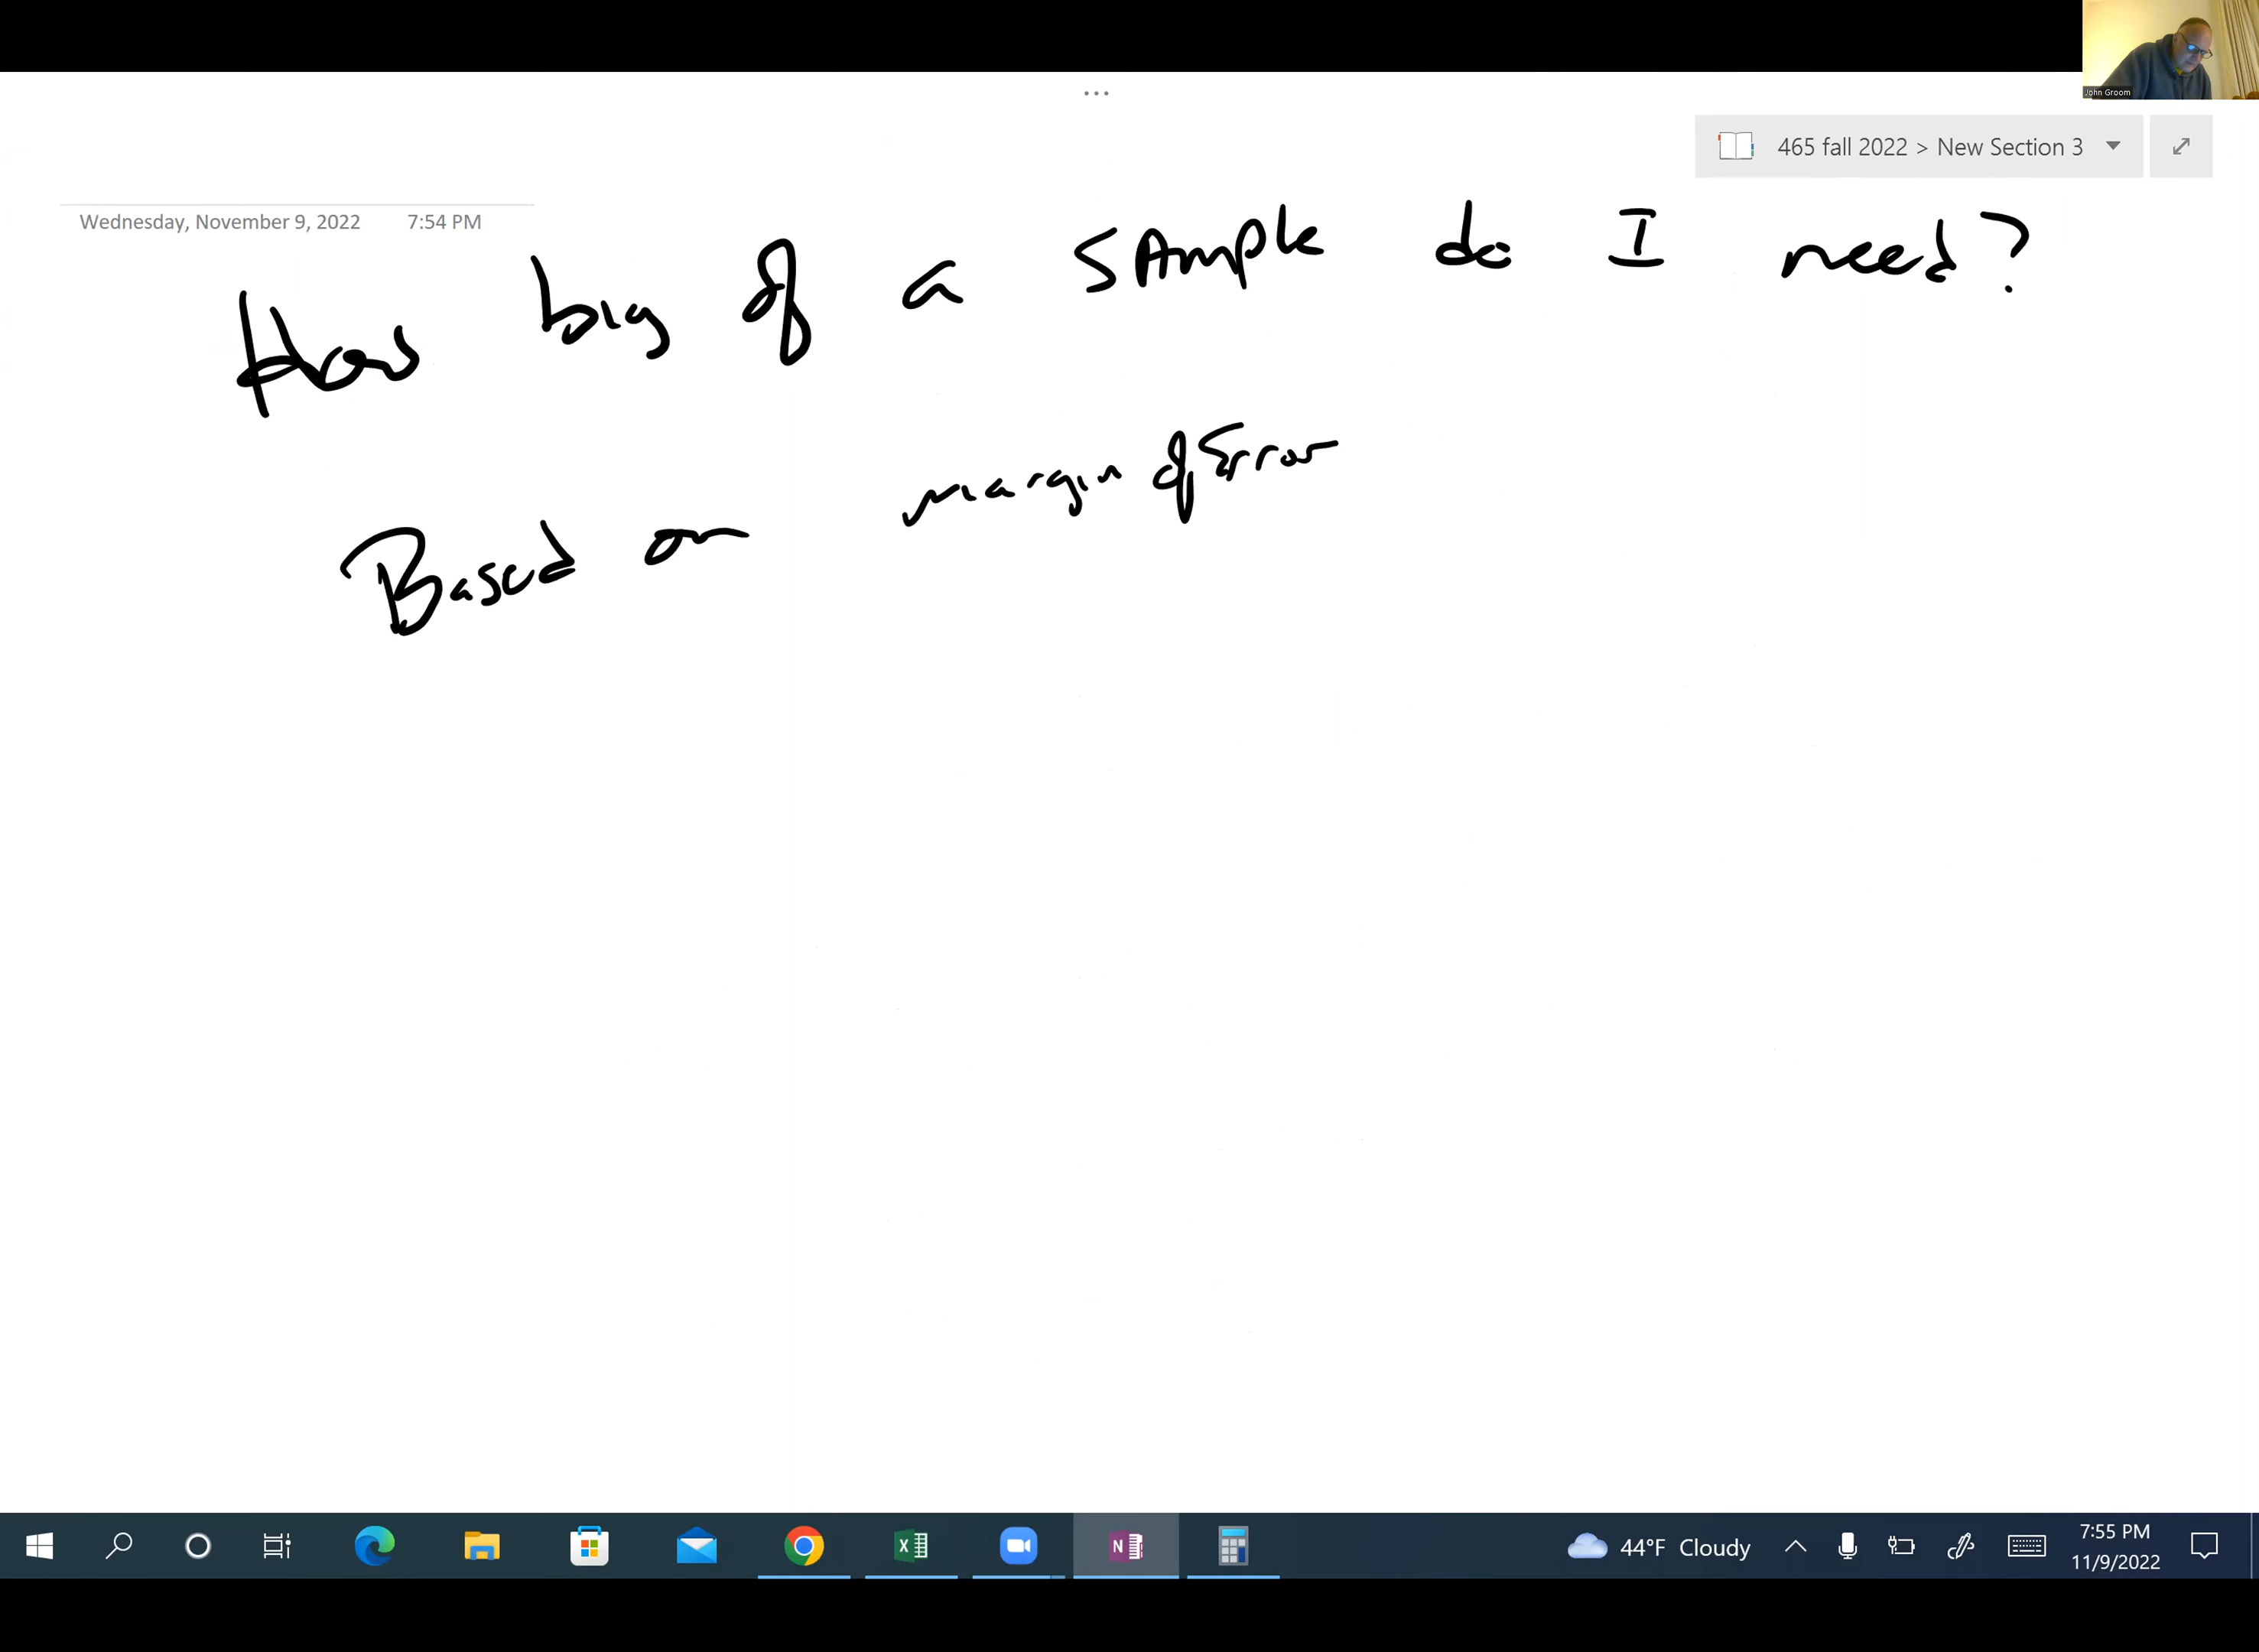 John Groom
465 fall 2022 > New Section 3
Wednesday, November 9, 2022 7:54 PM
How big of a SAmple do I need?
Based on margin of Error
44°F Cloudy
7:55 PM
11/9/2022